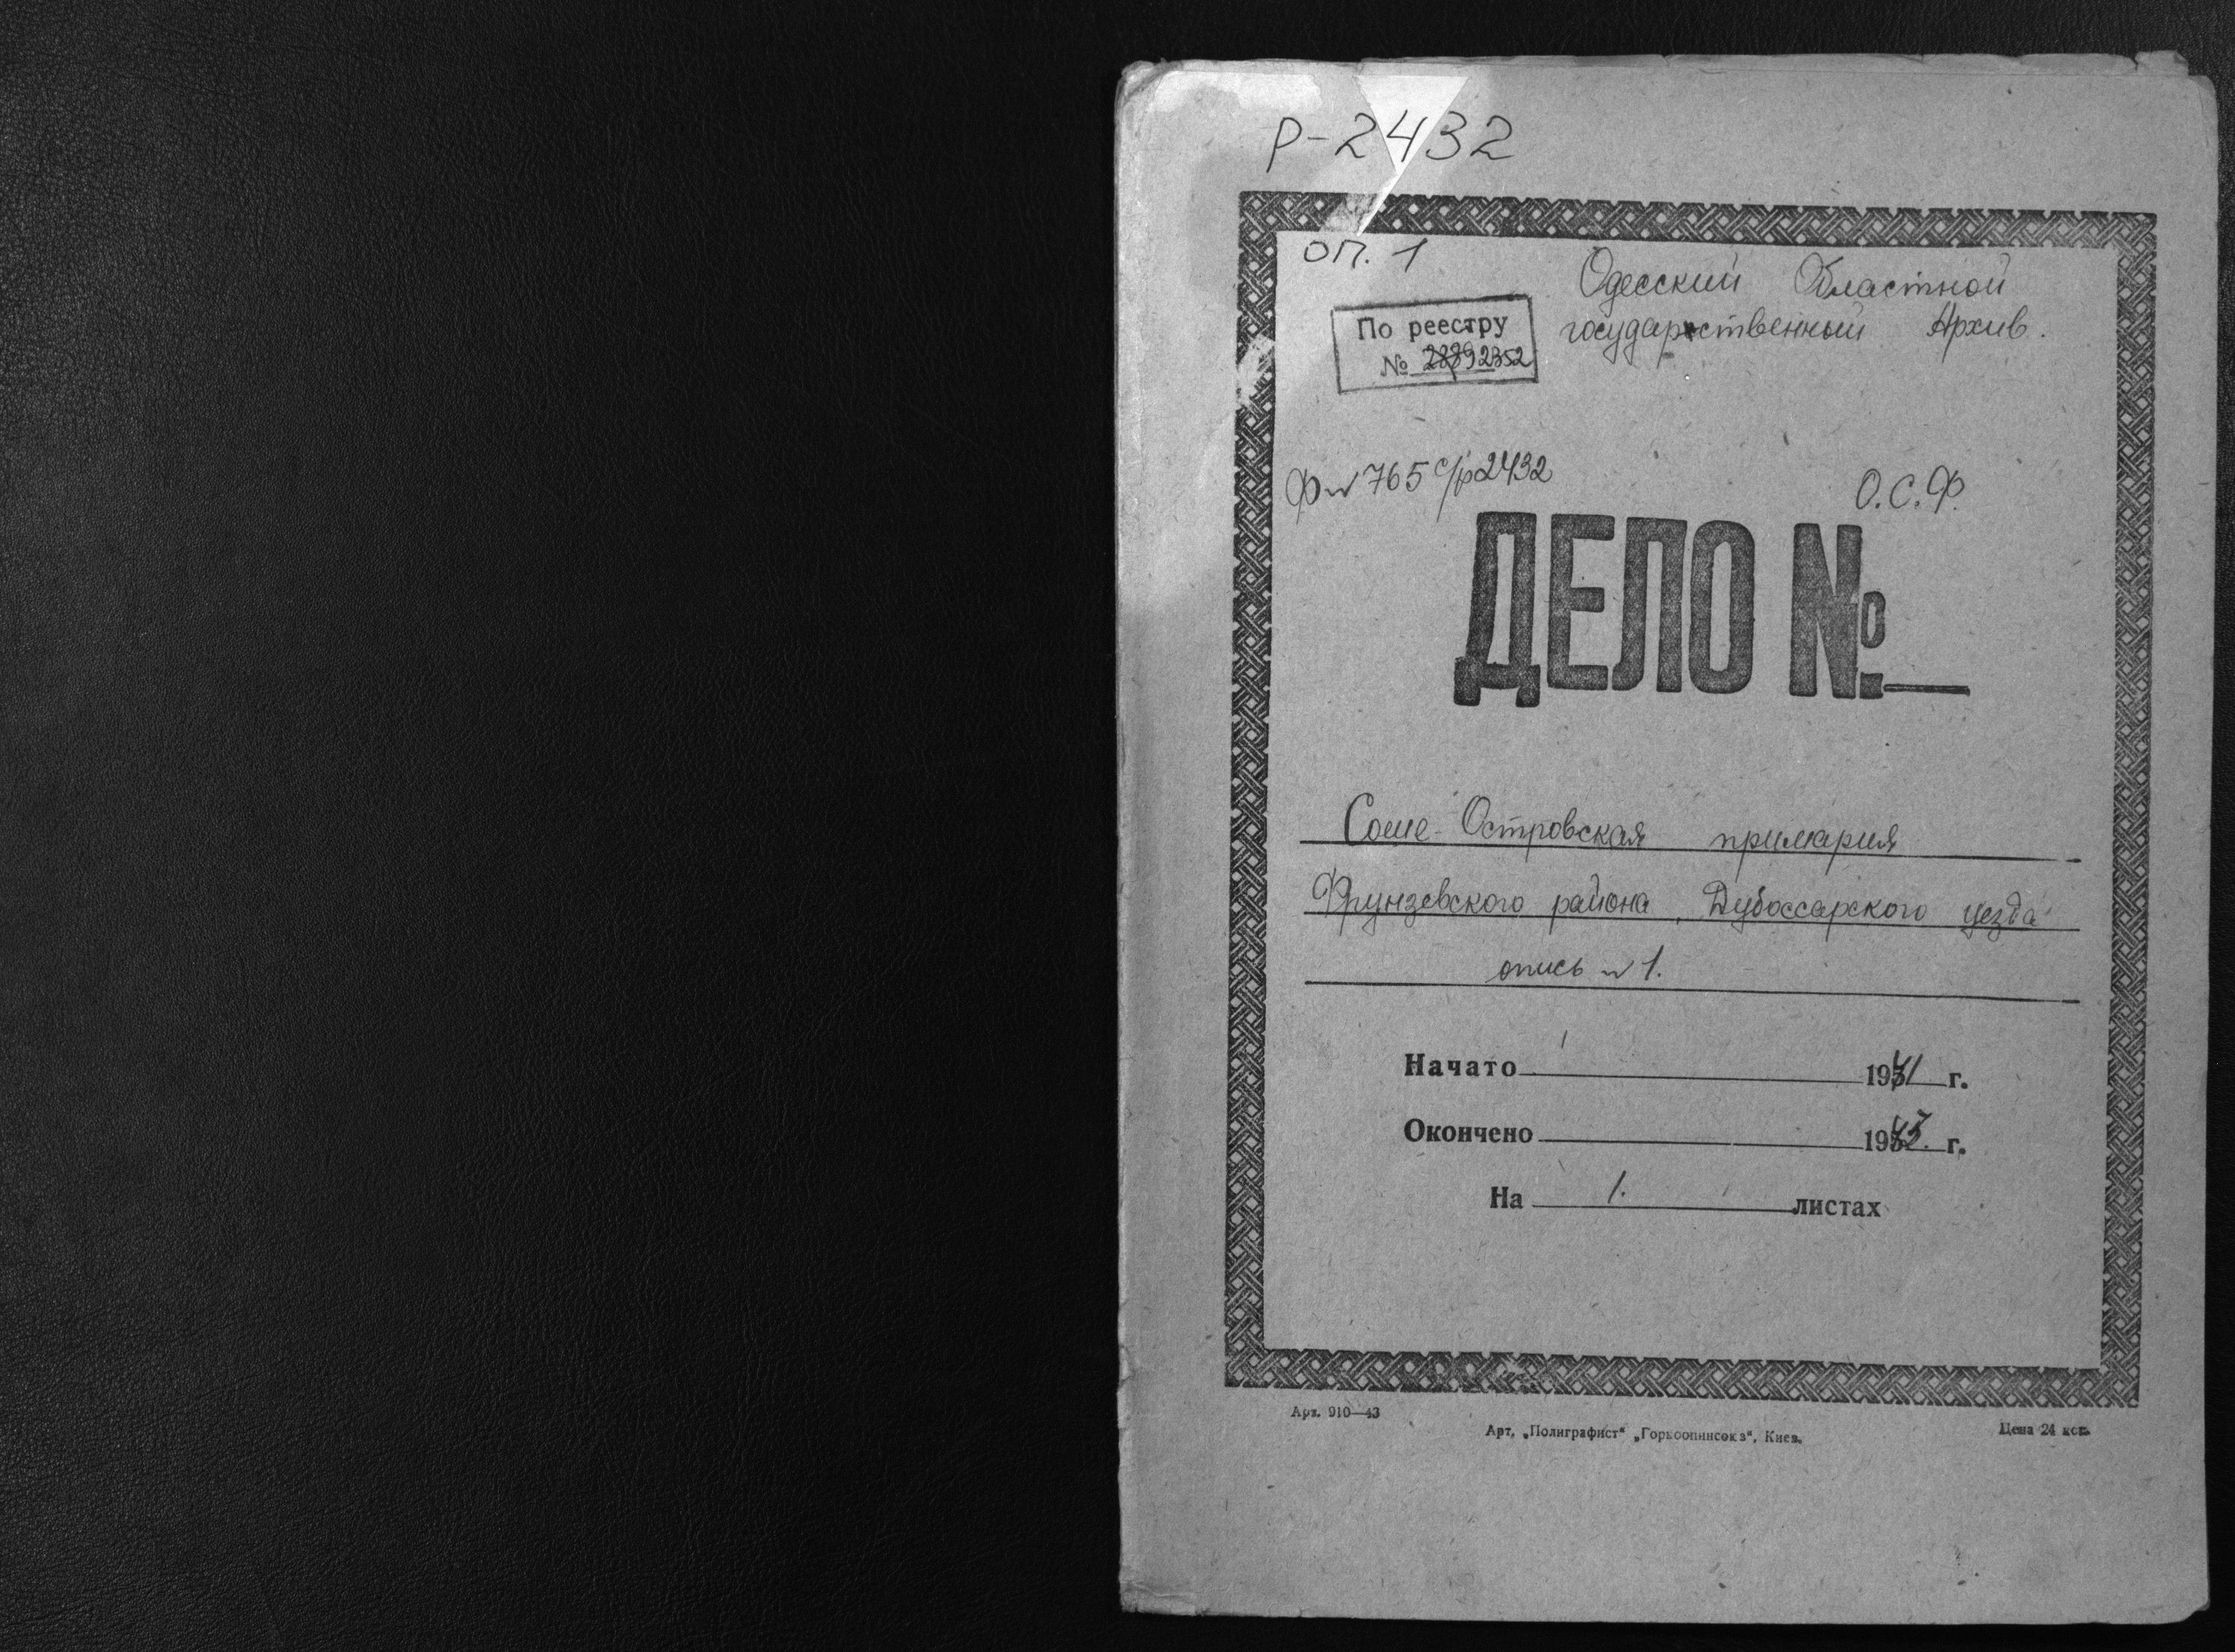 Р-2432
оп. 1
Одесский Областной
государственный Архив.
По реестру
№ 2889 2352
Ф № 765 с/р 2432
О.С.Ф.
ДЕЛО №
Соше-Островская примария
Фрунзевского района, Дубоссарского уезда
опись № 1.
Начато 1941 г.
Окончено 1945 г.
На 1. листах
Арт. 910—43
Арт. „Полиграфист“ „Горкоопинсоюз“, Киев.
Цена 24 коп.